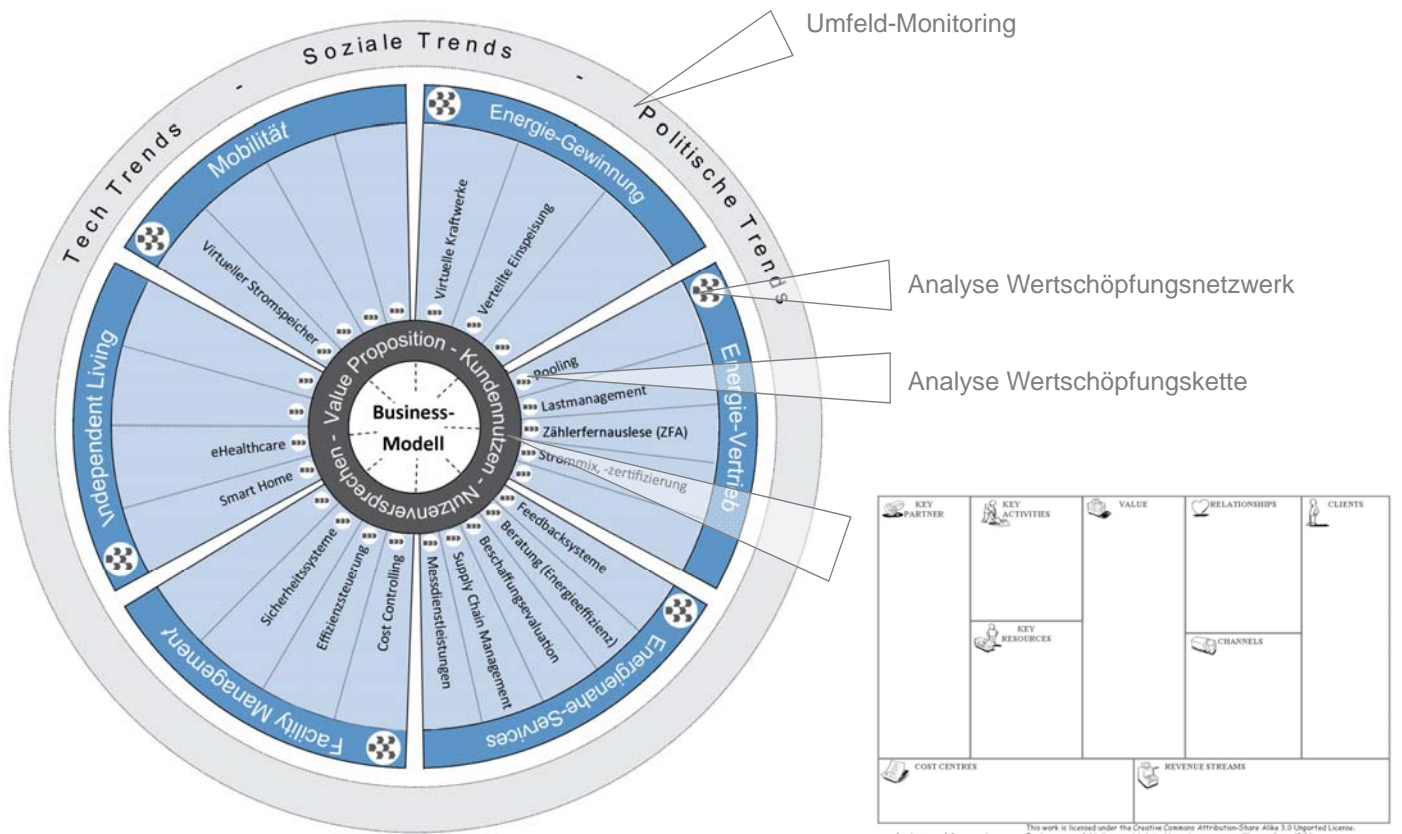 Umfeld-Monitoring
Tech Trends - Soziale Trends - Politische Trends
Mobilität
Energie-Gewinnung
Virtueller Stromspeicher
Virtuelle Kraftwerke
Verteilte Einspeisung
Analyse Wertschöpfungsnetzwerk
Independent Living
Energie-Vertrieb
Pooling
Analyse Wertschöpfungskette
Lastmanagement
Zählerfernauslese (ZFA)
Strommix, -zertifizierung
Value Proposition - Kundennutzen - Nutzenversprechen -
Business-
Modell
eHealthcare
Smart Home
Sicherheitssysteme
Effizienzsteuerung
Cost Controlling
Messdienstleistungen
Supply Chain Management
Beschaffungsevaluation
Beratung (Energieeffizienz)
Feedbacksysteme
Facility Management
Energienahe-Services
KEY
PARTNER
KEY
ACTIVITIES
VALUE
RELATIONSHIPS
CLIENTS
KEY
RESOURCES
CHANNELS
COST CENTRES
REVENUE STREAMS
This work is licensed under the Creative Commons Attribution-Share Alike 3.0 Unported License.